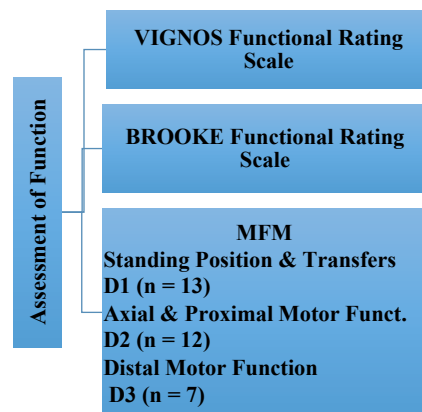 Assessment of Function
VIGNOS Functional Rating
Scale
BROOKE Functional Rating
Scale
MFM
Standing Position & Transfers
D1 (n = 13)
Axial & Proximal Motor Funct.
D2 (n = 12)
Distal Motor Function
D3 (n = 7)